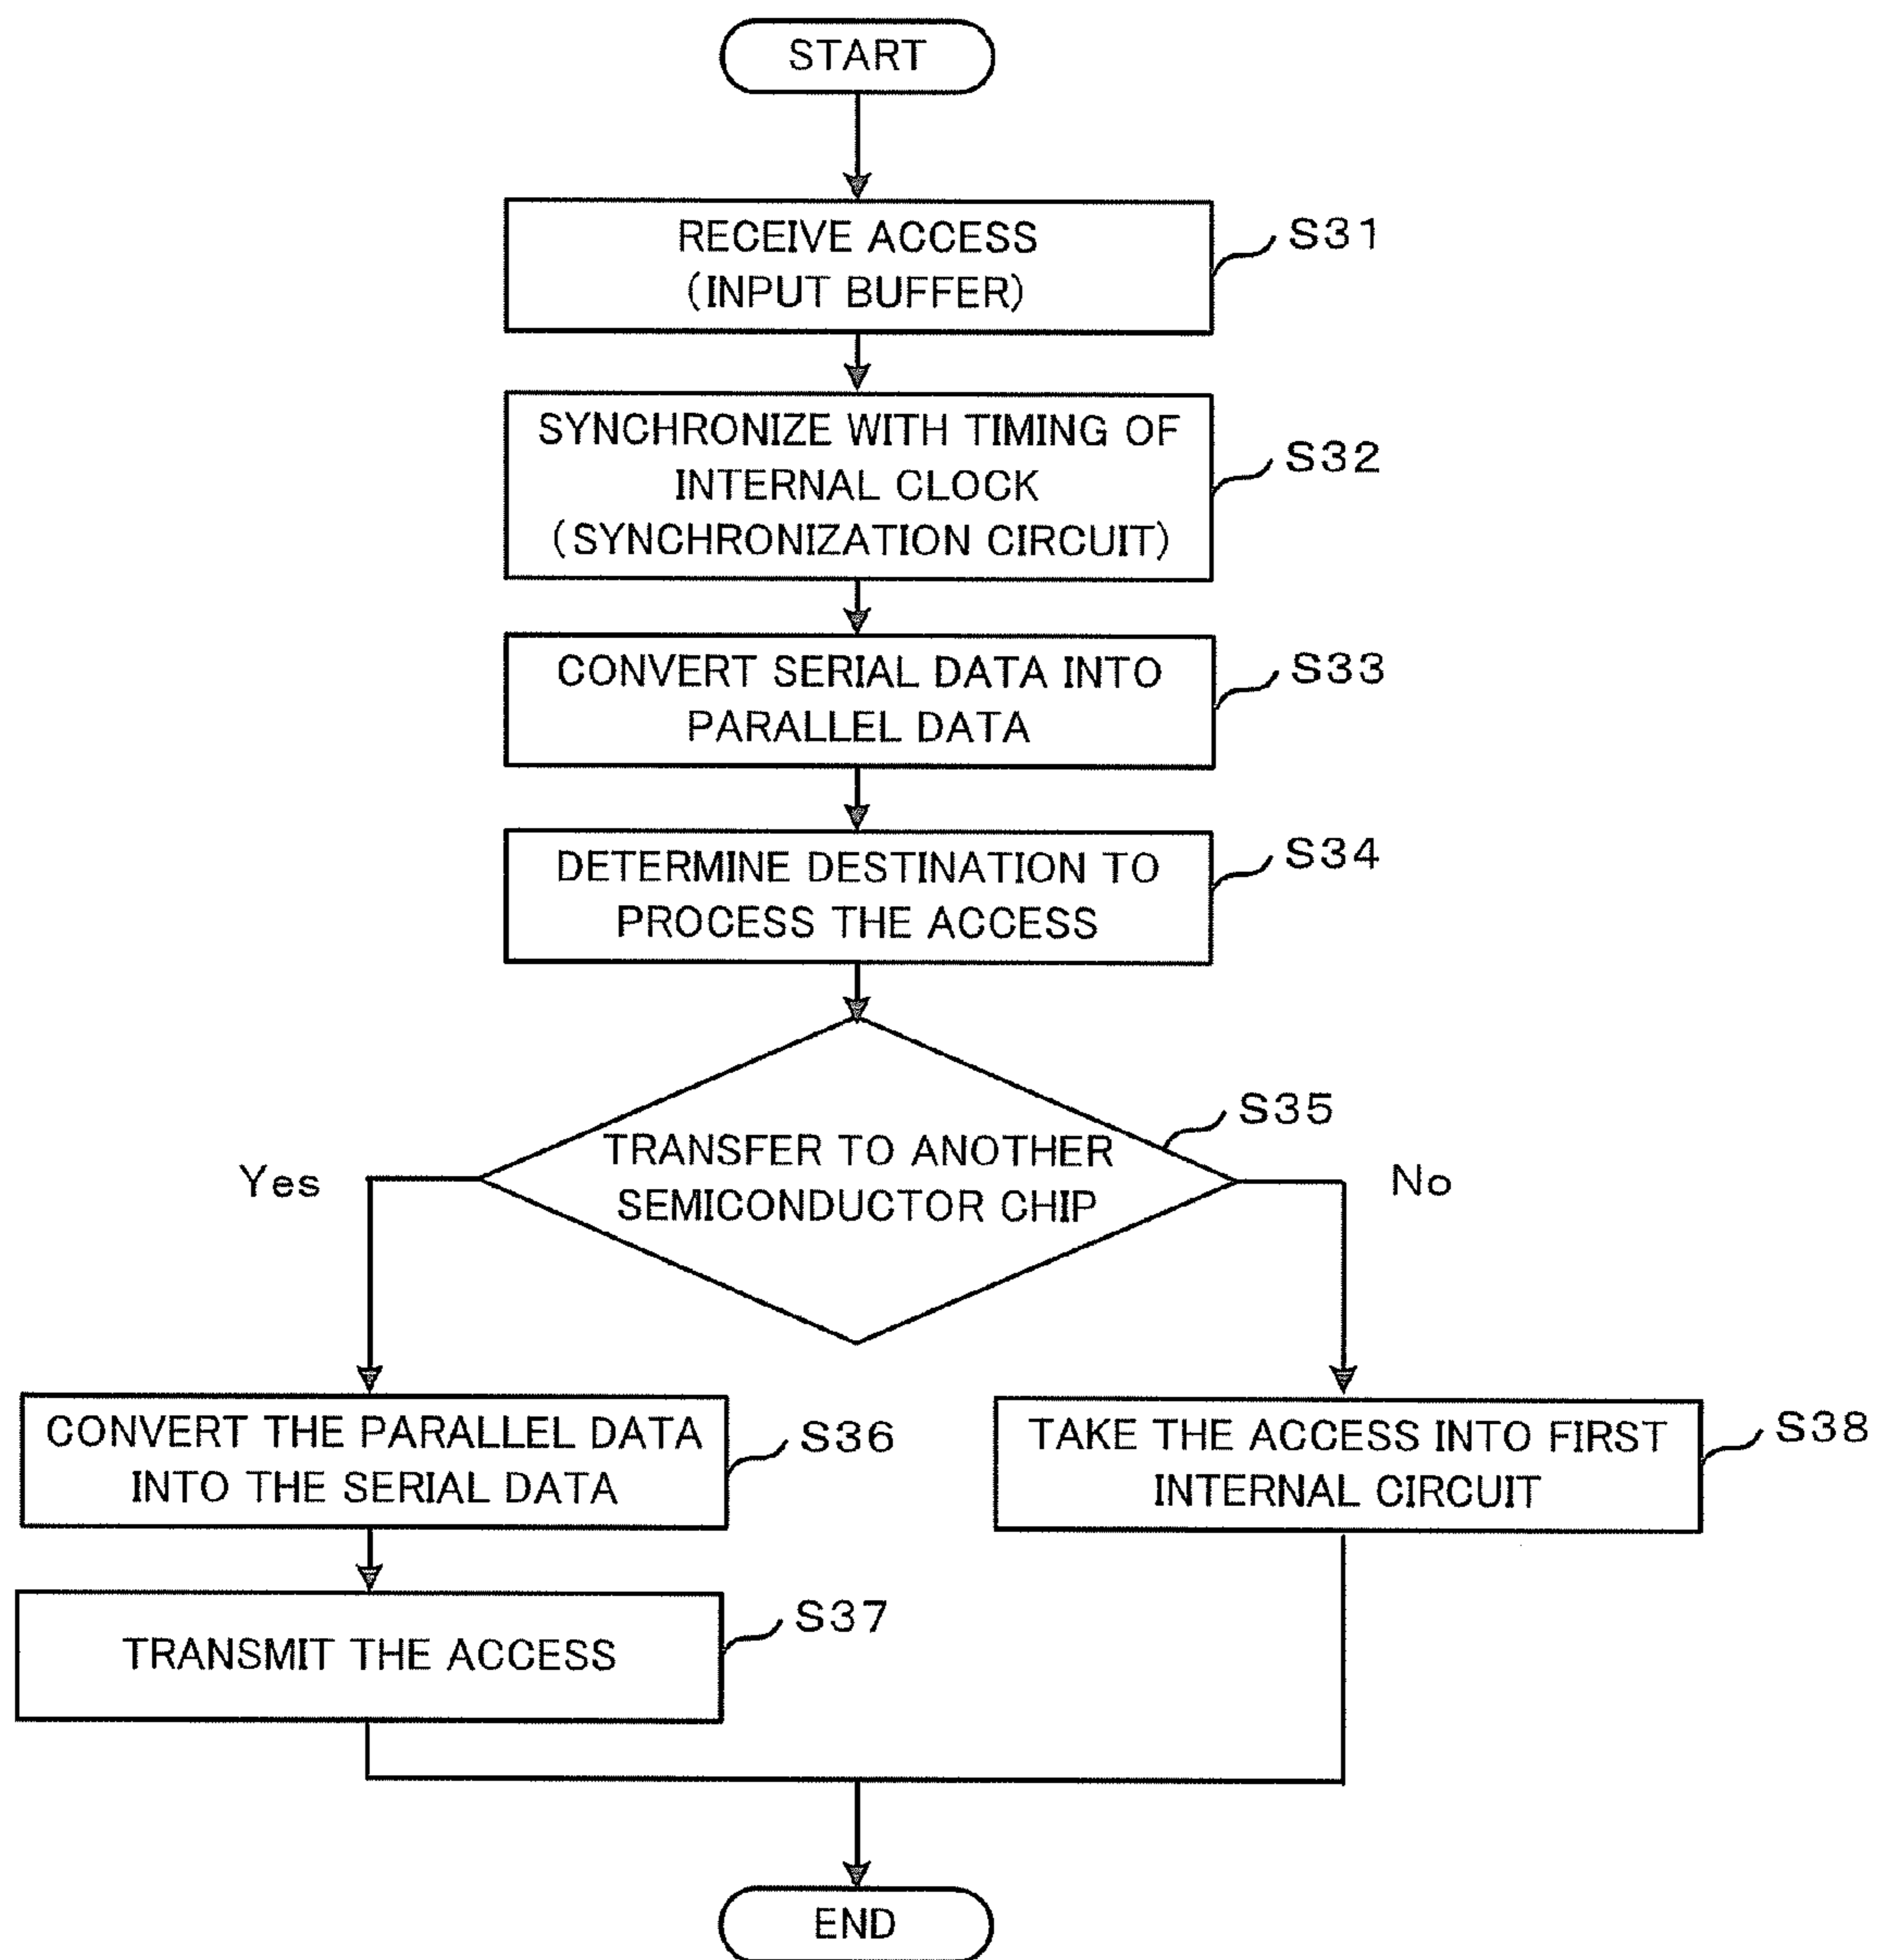 START
RECEIVE ACCESS
(INPUT BUFFER)
S31
SYNCHRONIZE WITH TIMING OF
INTERNAL CLOCK
(SYNCHRONIZATION CIRCUIT)
S32
CONVERT SERIAL DATA INTO
PARALLEL DATA
S33
DETERMINE DESTINATION TO
PROCESS THE ACCESS
S34
TRANSFER TO ANOTHER
SEMICONDUCTOR CHIP
S35
Yes
No
CONVERT THE PARALLEL DATA
INTO THE SERIAL DATA
S36
TAKE THE ACCESS INTO FIRST
INTERNAL CIRCUIT
S38
TRANSMIT THE ACCESS
S37
END